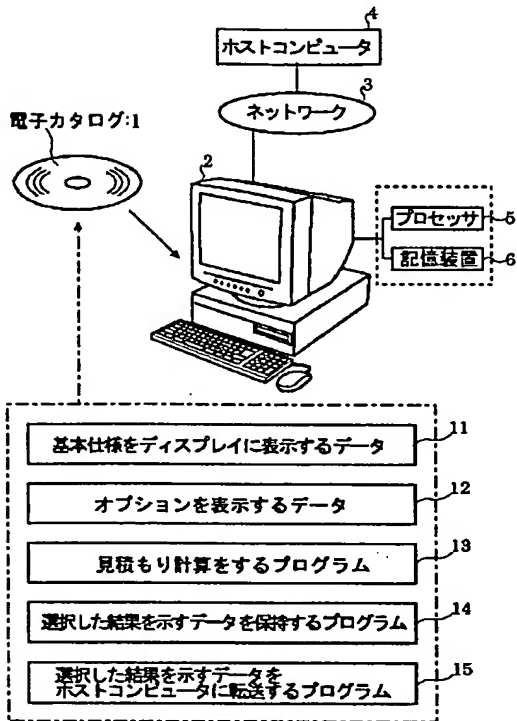 4
ホストコンピュータ
3
ネットワーク
電子カタログ:1
2
プロセッサ 5
記憶装置 6
基本仕様をディスプレイに表示するデータ 11
オプションを表示するデータ 12
見積もり計算をするプログラム 13
選択した結果を示すデータを保持するプログラム 14
選択した結果を示すデータを
ホストコンピュータに転送するプログラム 15